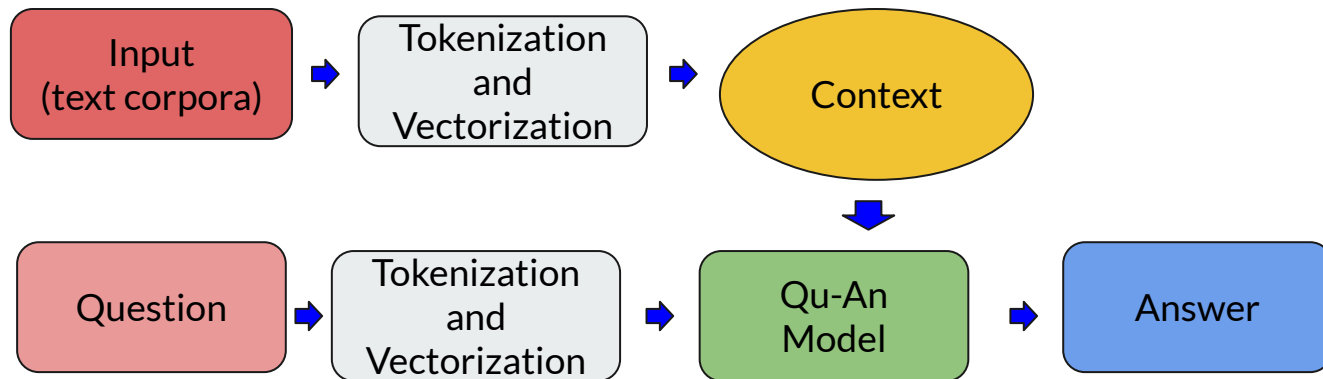 Input
(text corpora)
Tokenization
and
Vectorization
Context
Question
Tokenization
and
Vectorization
Qu-An
Model
Answer